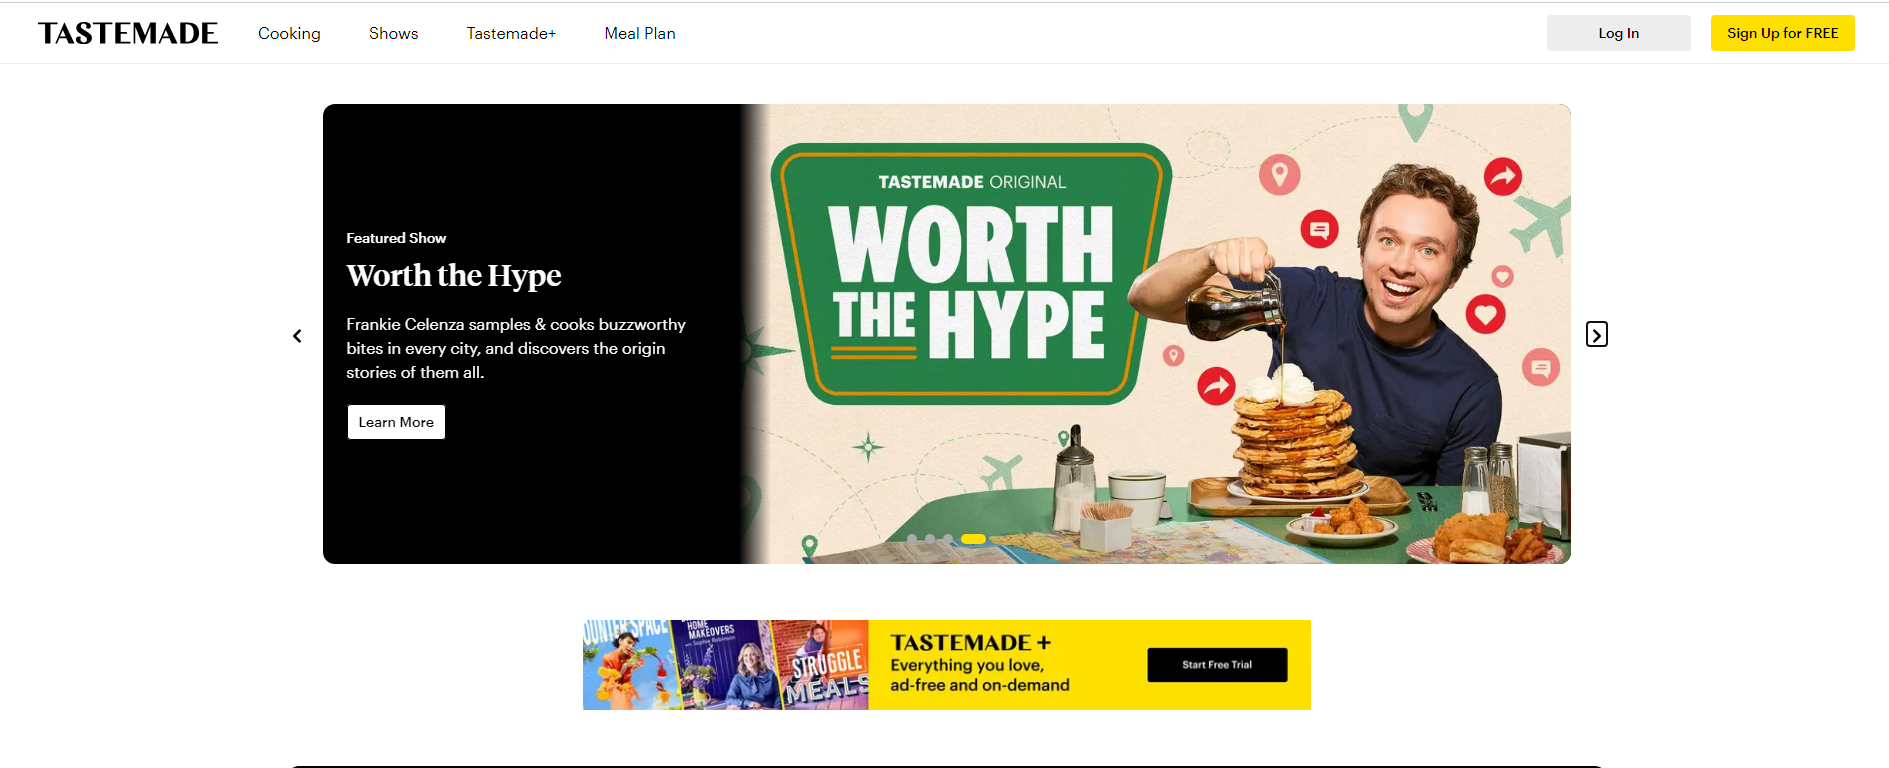 TASTEMADE
Cooking
Shows
Tastemade+
Meal Plan
Log In
Sign Up for FREE
Featured Show
Worth the Hype
Frankie Celenza samples & cooks buzzworthy
bites in every city, and discovers the origin
stories of them all.
Learn More
TASTEMADE ORIGINAL
WORTH
THE HYPE
HOME
MAKEOVERS
with Sophie Robinson
STRUGGLE
MEALS
TASTEMADE +
Everything you love,
ad-free and on-demand
Start Free Trial